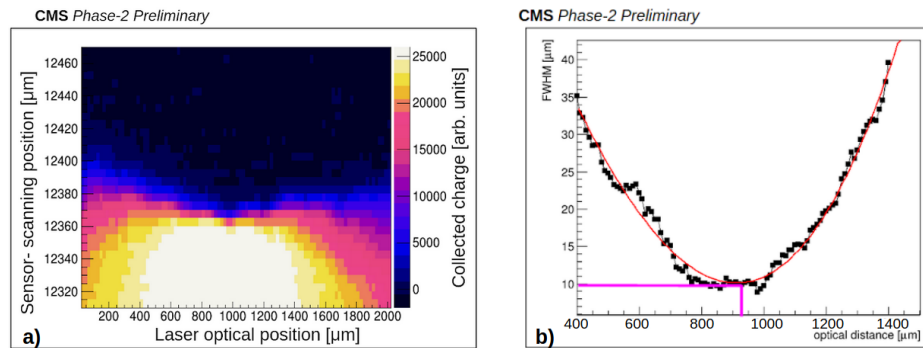 CMS Phase-2 Preliminary
Sensor- scanning position [µm]
12460
12440
12420
12400
12380
12360
12340
12320
200 400 600 800 1000 1200 1400 1600 1800 2000
Laser optical position [µm]
25000
20000
15000
10000
5000
0
Collected charge [arb. units]
a)
CMS Phase-2 Preliminary
FWHM [µm]
40
35
30
25
20
15
10
400 600 800 1000 1200 1400
optical distance [µm]
b)